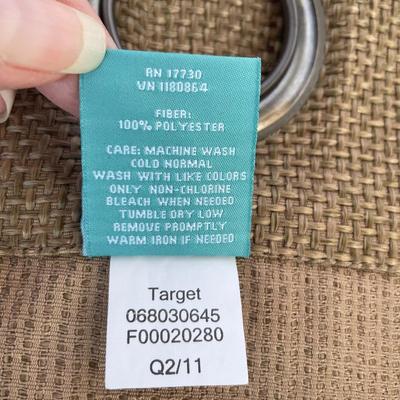 RN 17730
VN 1180864
FIBER:
100% POLYESTER
CARE: MACHINE WASH
COLD NORMAL
WASH WITH LIKE COLORS
ONLY NON-CHLORINE
BLEACH WHEN NEEDED
TUMBLE DRY LOW
REMOVE PROMPTLY
WARM IRON IF NEEDED
Target
068030645
F00020280
Q2/11